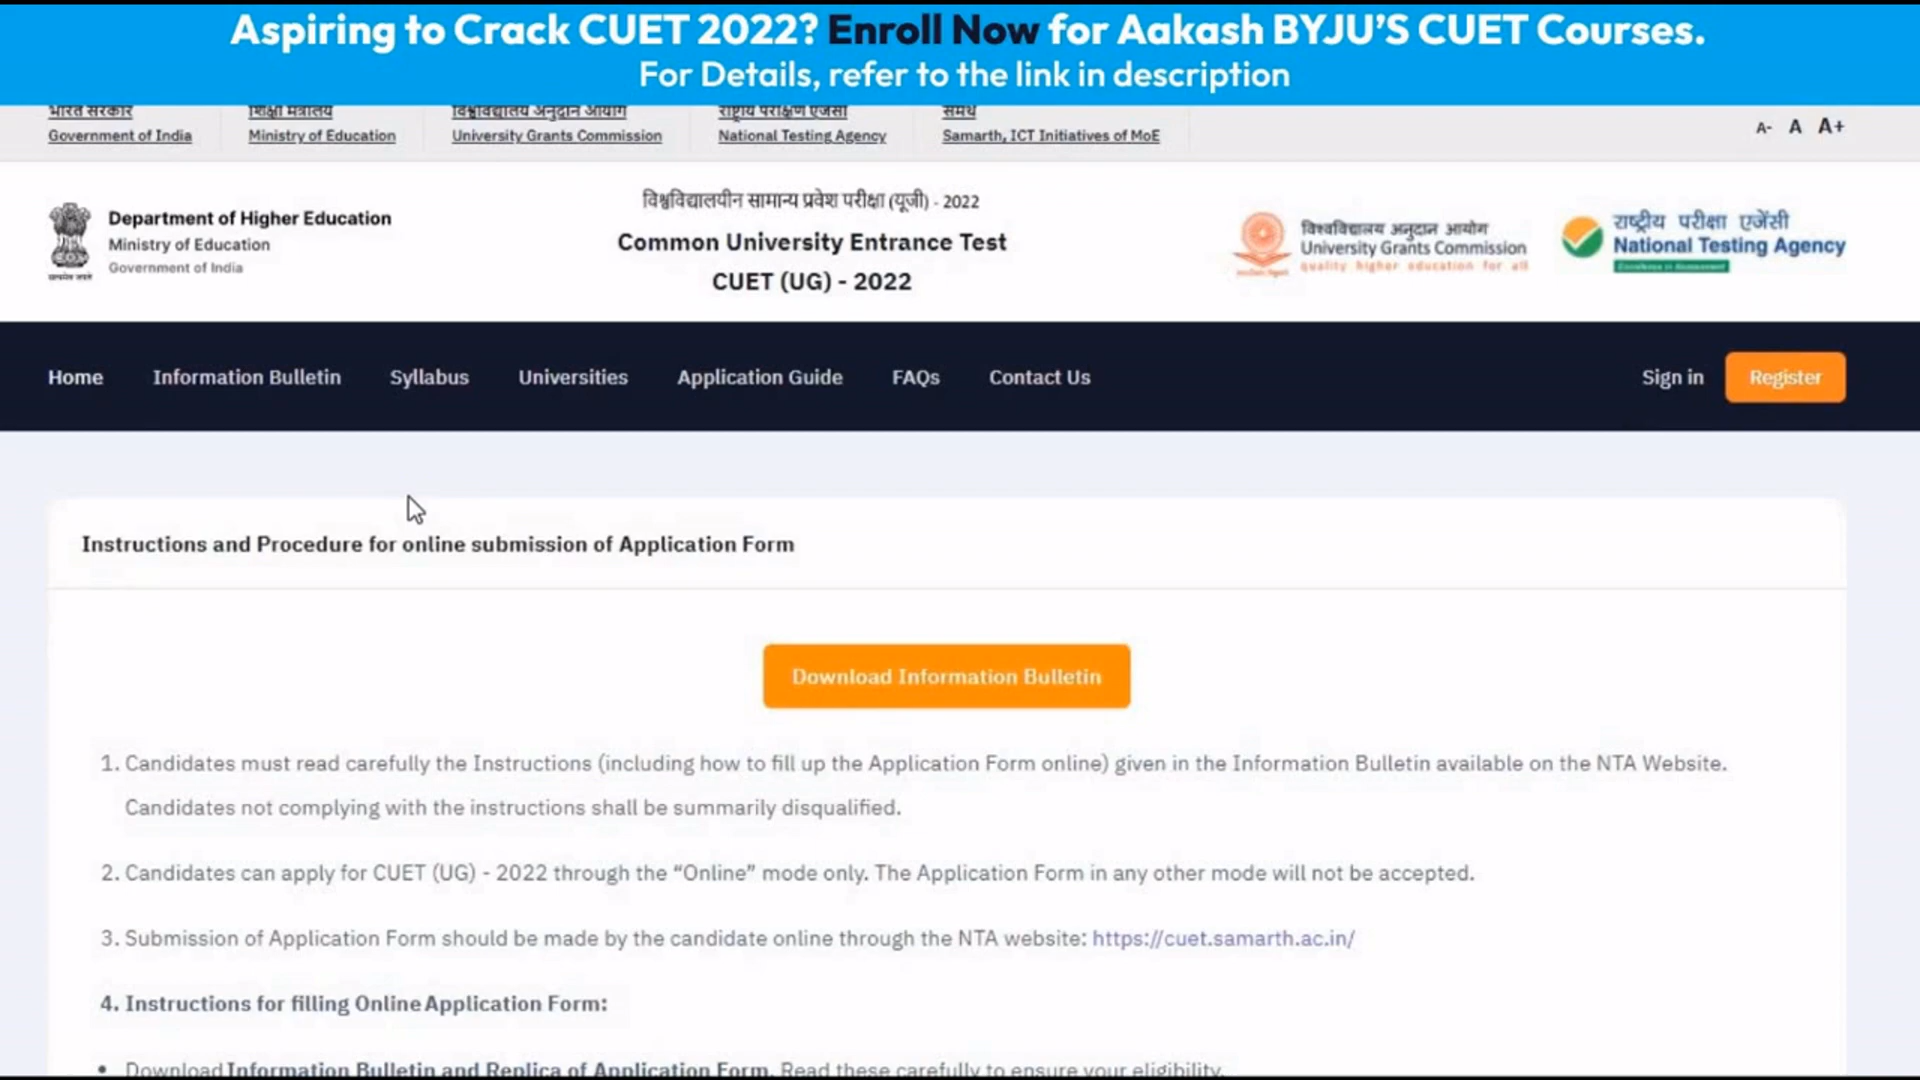 Aspiring to Crack CUET 2022? Enroll Now for Aakash BYJU'S CUET Courses.
For Details, refer to the link in description
भारत सरकार शिक्षा मंत्रालय विश्वविद्यालय अनुदान आयोग राष्ट्रीय परीक्षण एजेंसी समर्थ
Government of India Ministry of Education University Grants Commission National Testing Agency Samarth, ICT Initiatives of MoE
A- A A+
Department of Higher Education
Ministry of Education
Government of India
विश्वविद्यालयीन सामान्य प्रवेश परीक्षा (यूजी) - 2022
Common University Entrance Test
CUET (UG) - 2022
विश्वविद्यालय अनुदान आयोग
University Grants Commission
quality higher education for all
राष्ट्रीय परीक्षा एजेंसी
National Testing Agency
Excellence in Assessment
Home Information Bulletin Syllabus Universities Application Guide FAQs Contact Us Sign in Register
Instructions and Procedure for online submission of Application Form
Download Information Bulletin
1. Candidates must read carefully the Instructions (including how to fill up the Application Form online) given in the Information Bulletin available on the NTA Website.
Candidates not complying with the instructions shall be summarily disqualified.
2. Candidates can apply for CUET (UG) - 2022 through the “Online” mode only. The Application Form in any other mode will not be accepted.
3. Submission of Application Form should be made by the candidate online through the NTA website: https://cuet.samarth.ac.in/
4. Instructions for filling Online Application Form:
• Download Information Bulletin and Replica of Application Form. Read these carefully to ensure your eligibility.